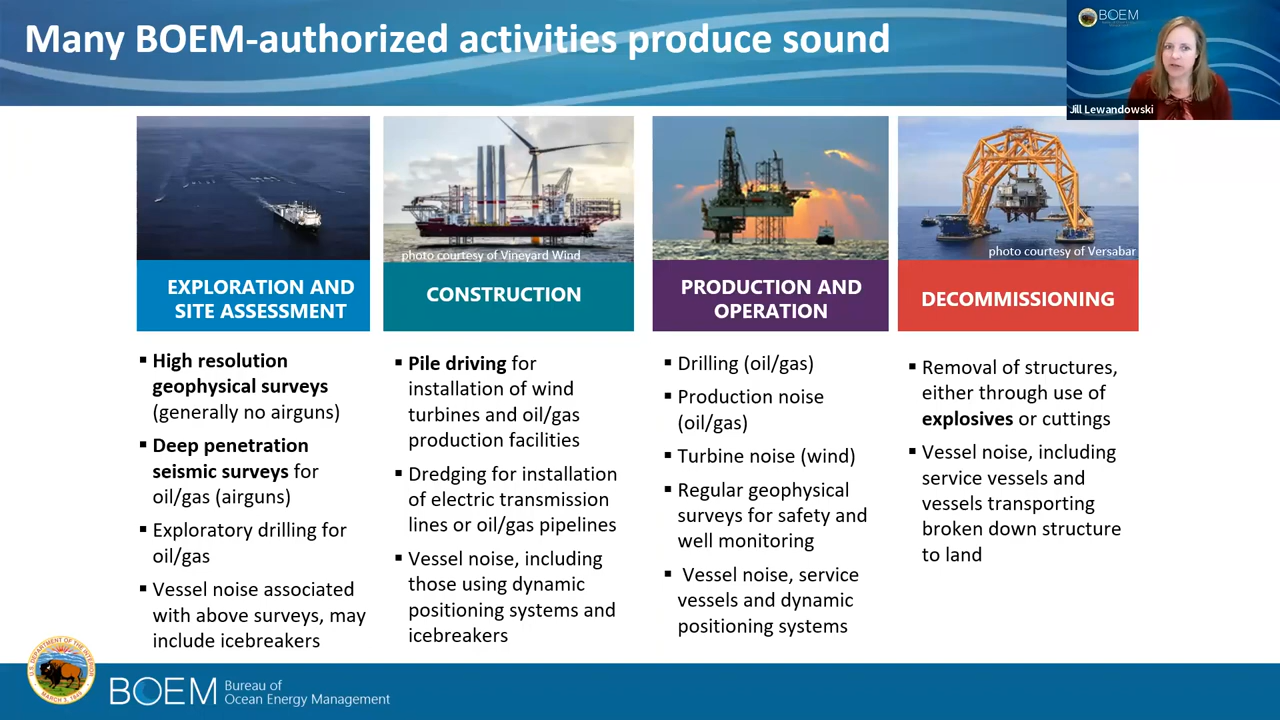 Many BOEM-authorized activities produce sound
BOEM
Jill Lewandowski
photo courtesy of Vineyard Wind
photo courtesy of Versabar
EXPLORATION AND
SITE ASSESSMENT
▪ High resolution
geophysical surveys
(generally no airguns)
▪ Deep penetration
seismic surveys for
oil/gas (airguns)
▪ Exploratory drilling for
oil/gas
▪ Vessel noise associated
with above surveys, may
include icebreakers
CONSTRUCTION
▪ Pile driving for
installation of wind
turbines and oil/gas
production facilities
▪ Dredging for installation
of electric transmission
lines or oil/gas pipelines
▪ Vessel noise, including
those using dynamic
positioning systems and
icebreakers
PRODUCTION AND
OPERATION
▪ Drilling (oil/gas)
▪ Production noise
(oil/gas)
▪ Turbine noise (wind)
▪ Regular geophysical
surveys for safety and
well monitoring
▪ Vessel noise, service
vessels and dynamic
positioning systems
DECOMMISSIONING
▪ Removal of structures,
either through use of
explosives or cuttings
▪ Vessel noise, including
service vessels and
vessels transporting
broken down structure
to land
U.S. DEPARTMENT OF THE INTERIOR
MARCH 3, 1849
BOEM
Bureau of
Ocean Energy Management